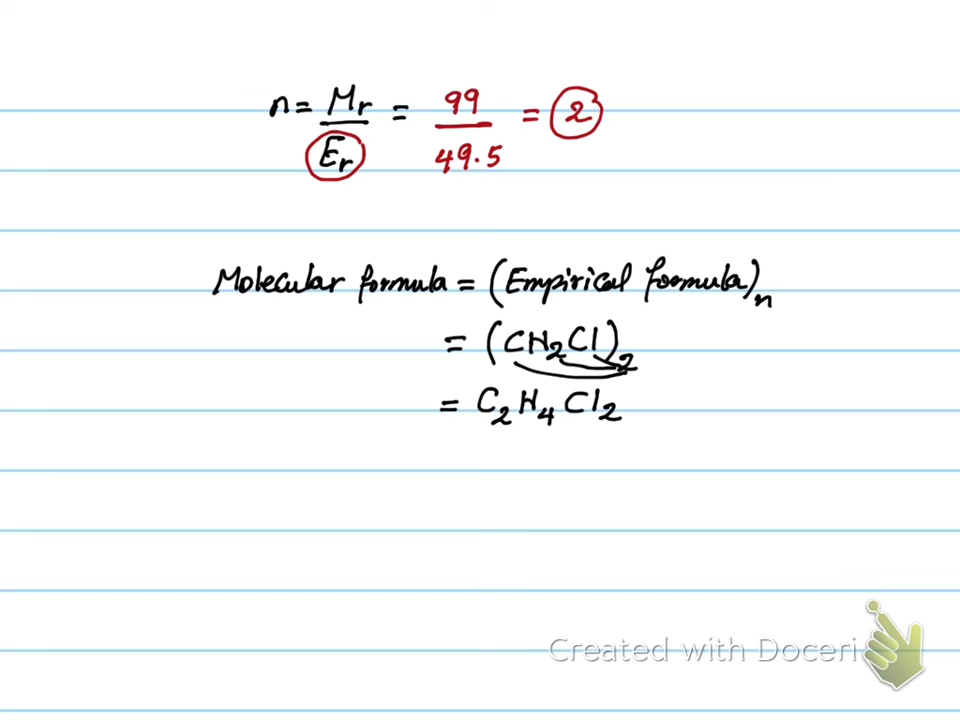 n = Mr / Er = 99 / 49.5 = 2
Molecular formula = (Empirical formula)n
= (CH2Cl)2
= C2H4Cl2
Created with Doceri